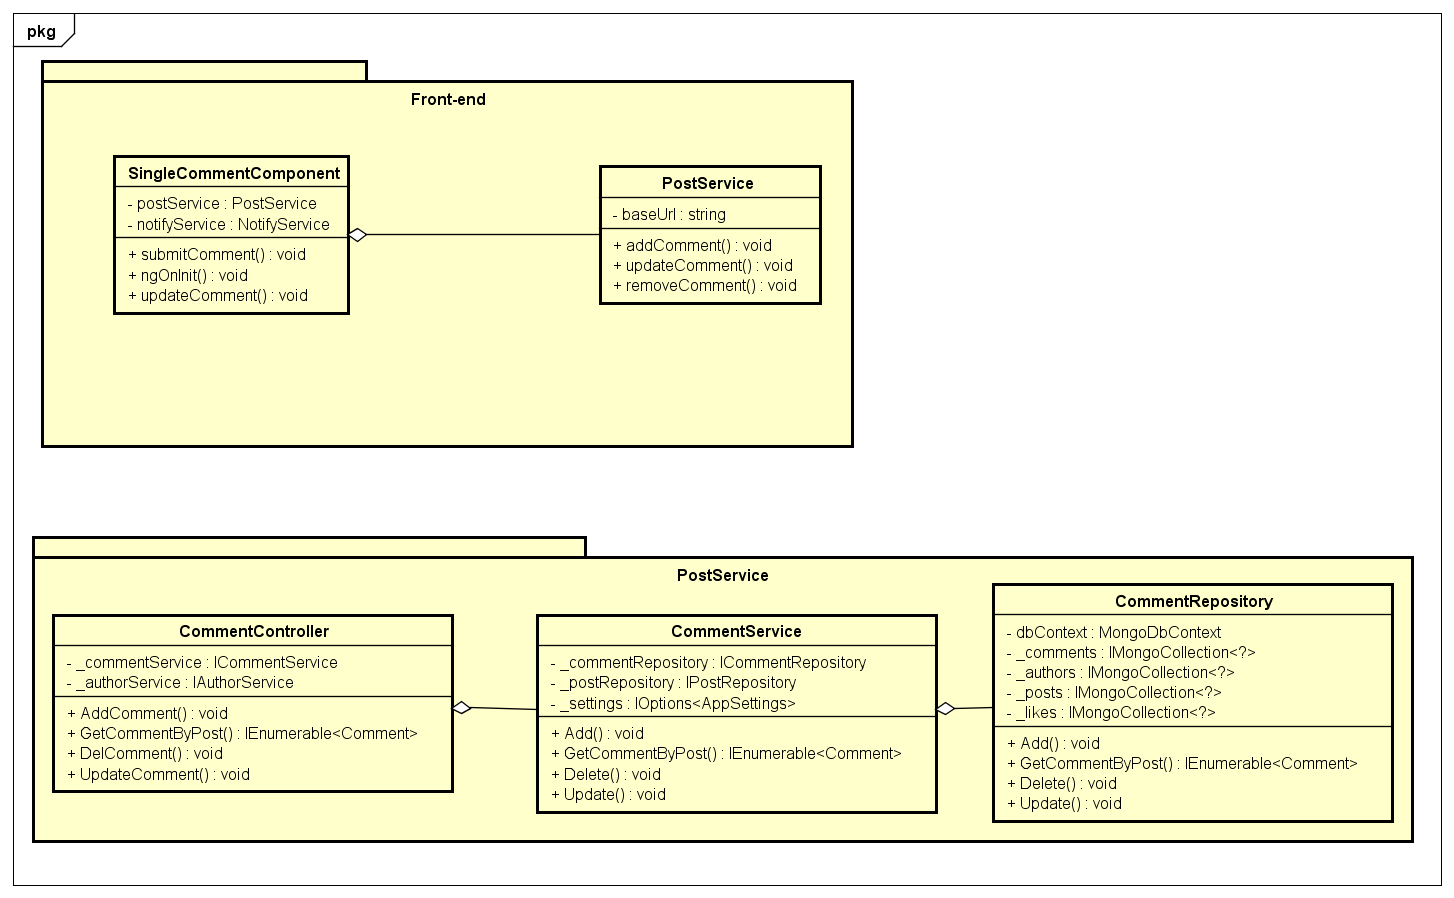 pkg
Front-end
SingleCommentComponent
- postService : PostService
- notifyService : NotifyService
+ submitComment() : void
+ ngOnInit() : void
+ updateComment() : void
PostService
- baseUrl : string
+ addComment() : void
+ updateComment() : void
+ removeComment() : void
PostService
CommentController
- _commentService : ICommentService
- _authorService : IAuthorService
+ AddComment() : void
+ GetCommentByPost() : IEnumerable<Comment>
+ DelComment() : void
+ UpdateComment() : void
CommentService
- _commentRepository : ICommentRepository
- _postRepository : IPostRepository
- _settings : IOptions<AppSettings>
+ Add() : void
+ GetCommentByPost() : IEnumerable<Comment>
+ Delete() : void
+ Update() : void
CommentRepository
- dbContext : MongoDbContext
- _comments : IMongoCollection<?>
- _authors : IMongoCollection<?>
- _posts : IMongoCollection<?>
- _likes : IMongoCollection<?>
+ Add() : void
+ GetCommentByPost() : IEnumerable<Comment>
+ Delete() : void
+ Update() : void